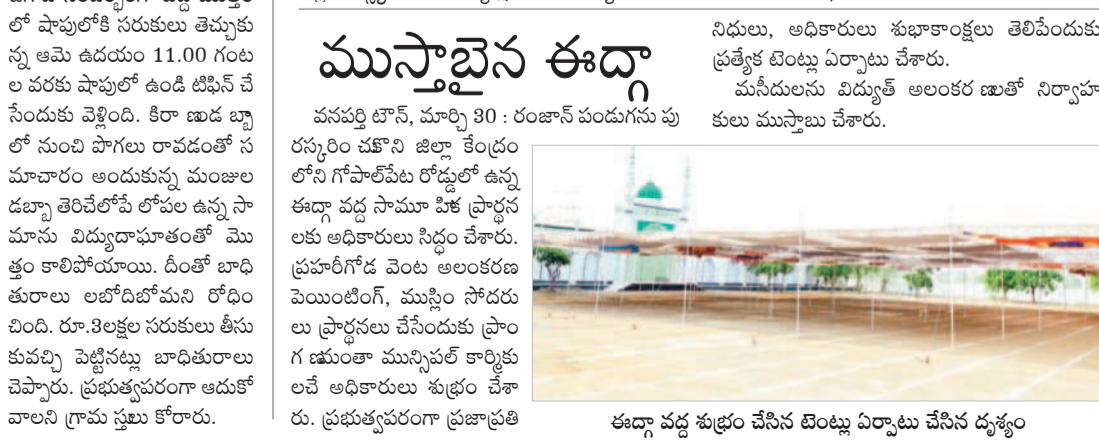 లో షాపులోకి సరుకులు తెచ్చుకు
న్న ఆమె ఉదయం 11.00 గంట
ల వరకు షాపులో ఉండి టిఫిన్ చే
సేందుకు వెళ్లింది. కిరా ణండ బ్బా
లో నుంచి పొగలు రావడంతో స
మాచారం అందుకున్న మంజుల
డబ్బా తెరిచేలోపే లోపల ఉన్న సా
మాను విద్యుదాఘాతంతో మొ
త్తం కాలిపోయాయి. దీంతో బాధి
తురాలు లబోదిబోమని రోధిం
చింది. రూ.3లక్షల సరుకులు తీసు
కువచ్చి పెట్టినట్లు బాధితురాలు
చెప్పారు. ప్రభుత్వపరంగా ఆదుకో
వాలని గ్రామ స్తులు కోరారు.
ముస్తాబైన ఈద్గా
వనపర్తి టౌన్, మార్చి 30 : రంజాన్ పండుగను పు
రస్కరిం చుకొని జిల్లా కేంద్రం
లోని గోపాల్‌పేట రోడ్డులో ఉన్న
ఈద్గా వద్ద సామూ హిక ప్రార్థన
లకు అధికారులు సిద్ధం చేశారు.
ప్రహరీగోడ వెంట అలంకరణ
పెయింటింగ్, ముస్లిం సోదరు
లు ప్రార్థనలు చేసేందుకు ప్రాం
గ ణమంతా మున్సిపల్ కార్మికు
లచే అధికారులు శుభ్రం చేశా
రు. ప్రభుత్వపరంగా ప్రజాప్రతి
నిధులు, అధికారులు శుభాకాంక్షలు తెలిపేందుకు
ప్రత్యేక టెంట్లు ఏర్పాటు చేశారు.
మసీదులను విద్యుత్ అలంకర ణలతో నిర్వాహ
కులు ముస్తాబు చేశారు.
ఈద్గా వద్ద శుభ్రం చేసిన టెంట్లు ఏర్పాటు చేసిన దృశ్యం